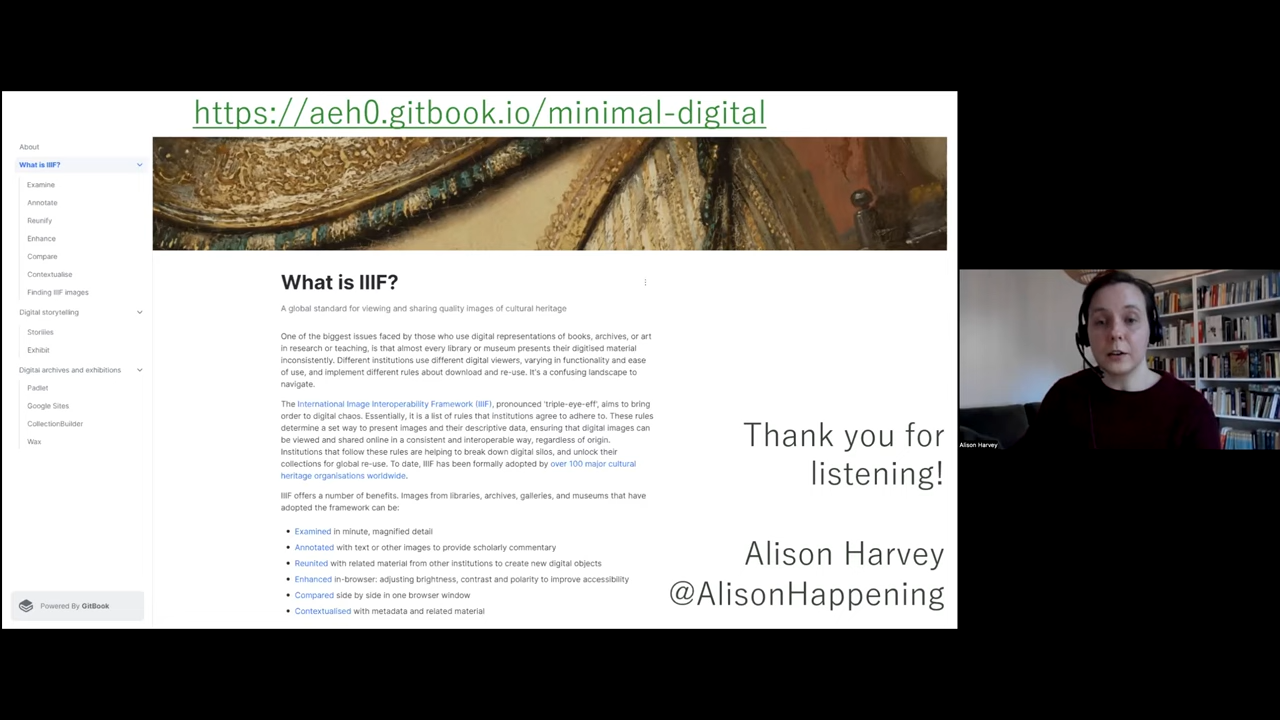 https://aeh0.gitbook.io/minimal-digital
About
What is IIIF?
Examine
Annotate
Reunify
Enhance
Compare
Contextualise
Finding IIIF images
Digital storytelling
Storiiies
Exhibit
Digital archives and exhibitions
Padlet
Google Sites
CollectionBuilder
Wax
Powered By GitBook
What is IIIF?
A global standard for viewing and sharing quality images of cultural heritage
One of the biggest issues faced by those who use digital representations of books, archives, or art
in research or teaching, is that almost every library or museum presents their digitised material
inconsistently. Different institutions use different digital viewers, varying in functionality and ease
of use, and implement different rules about download and re-use. It's a confusing landscape to
navigate.
The International Image Interoperability Framework (IIIF), pronounced 'triple-eye-eff', aims to bring
order to digital chaos. Essentially, it is a list of rules that institutions agree to adhere to. These rules
determine a set way to present images and their descriptive data, ensuring that digital images can
be viewed and shared online in a consistent and interoperable way, regardless of origin.
Institutions that follow these rules are helping to break down digital silos, and unlock their
collections for global re-use. To date, IIIF has been formally adopted by over 100 major cultural
heritage organisations worldwide.
IIIF offers a number of benefits. Images from libraries, archives, galleries, and museums that have
adopted the framework can be:
• Examined in minute, magnified detail
• Annotated with text or other images to provide scholarly commentary
• Reunited with related material from other institutions to create new digital objects
• Enhanced in-browser: adjusting brightness, contrast and polarity to improve accessibility
• Compared side by side in one browser window
• Contextualised with metadata and related material
Thank you for
listening!
Alison Harvey
@AlisonHappening
Alison Harvey